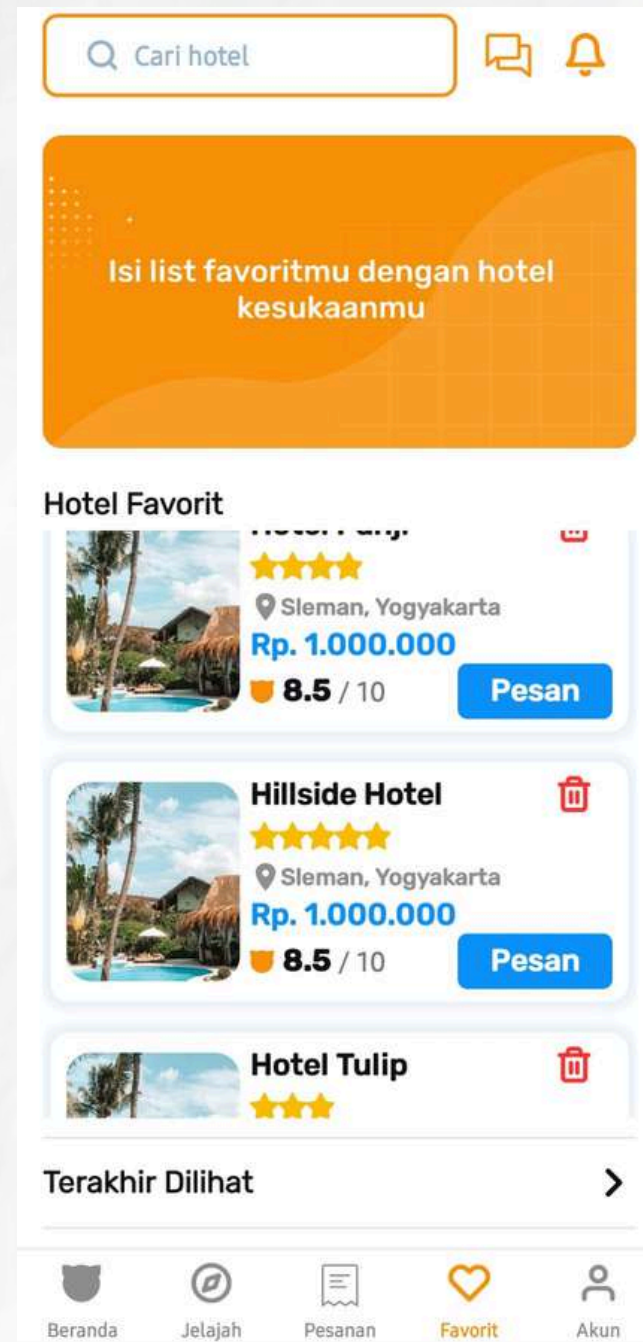 Cari hotel
Isi list favoritmu dengan hotel
kesukaanmu
Hotel Favorit
Sleman, Yogyakarta
Rp. 1.000.000
8.5 / 10
Pesan
Hillside Hotel
Sleman, Yogyakarta
Rp. 1.000.000
8.5 / 10
Pesan
Hotel Tulip
Terakhir Dilihat
Beranda Jelajah Pesanan Favorit Akun